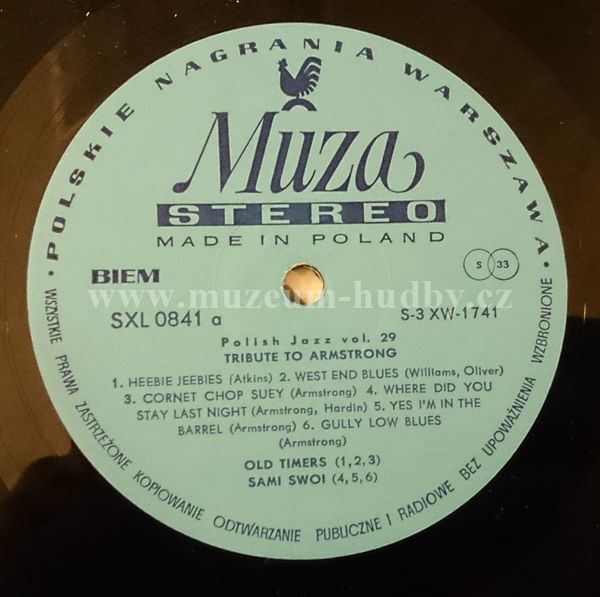 · POLSKIE NAGRANIA WARSZAWA ·
Muza
STEREO
MADE IN POLAND
BIEM
S 33
www.muzeum-hudby.cz
SXL 0841 a
S-3 XW-1741
Polish Jazz vol. 29
TRIBUTE TO ARMSTRONG
1. HEEBIE JEEBIES (Atkins) 2. WEST END BLUES (Williams, Oliver)
3. CORNET CHOP SUEY (Armstrong) 4. WHERE DID YOU
STAY LAST NIGHT (Armstrong, Hardin) 5. YES I'M IN THE
BARREL (Armstrong) 6. GULLY LOW BLUES
(Armstrong)
OLD TIMERS (1,2,3)
SAMI SWOI (4,5,6)
WSZYSTKIE PRAWA ZASTRZEŻONE KOPIOWANIE ODTWARZANIE PUBLICZNE I RADIOWE BEZ UPOWAŻNIENIA WZBRONIONE